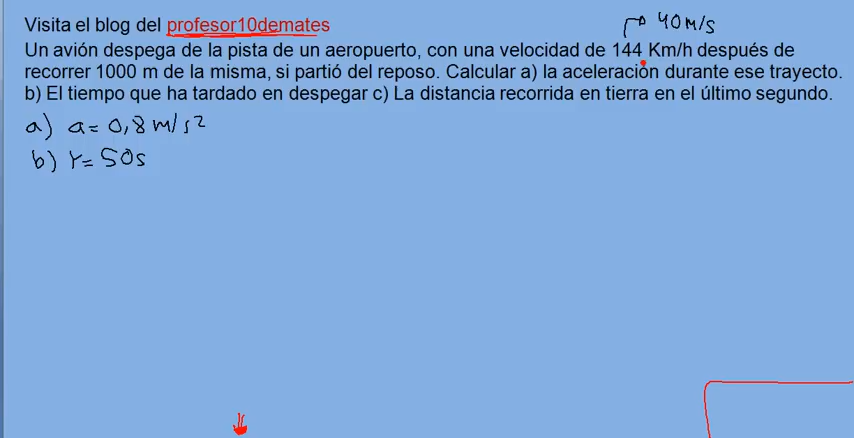 Visita el blog del profesor10demates
40 M/S
Un avión despega de la pista de un aeropuerto, con una velocidad de 144 Km/h después de
recorrer 1000 m de la misma, si partió del reposo. Calcular a) la aceleración durante ese trayecto.
b) El tiempo que ha tardado en despegar c) La distancia recorrida en tierra en el último segundo.
a) a = 0,8 m/s2
b) t = 50s